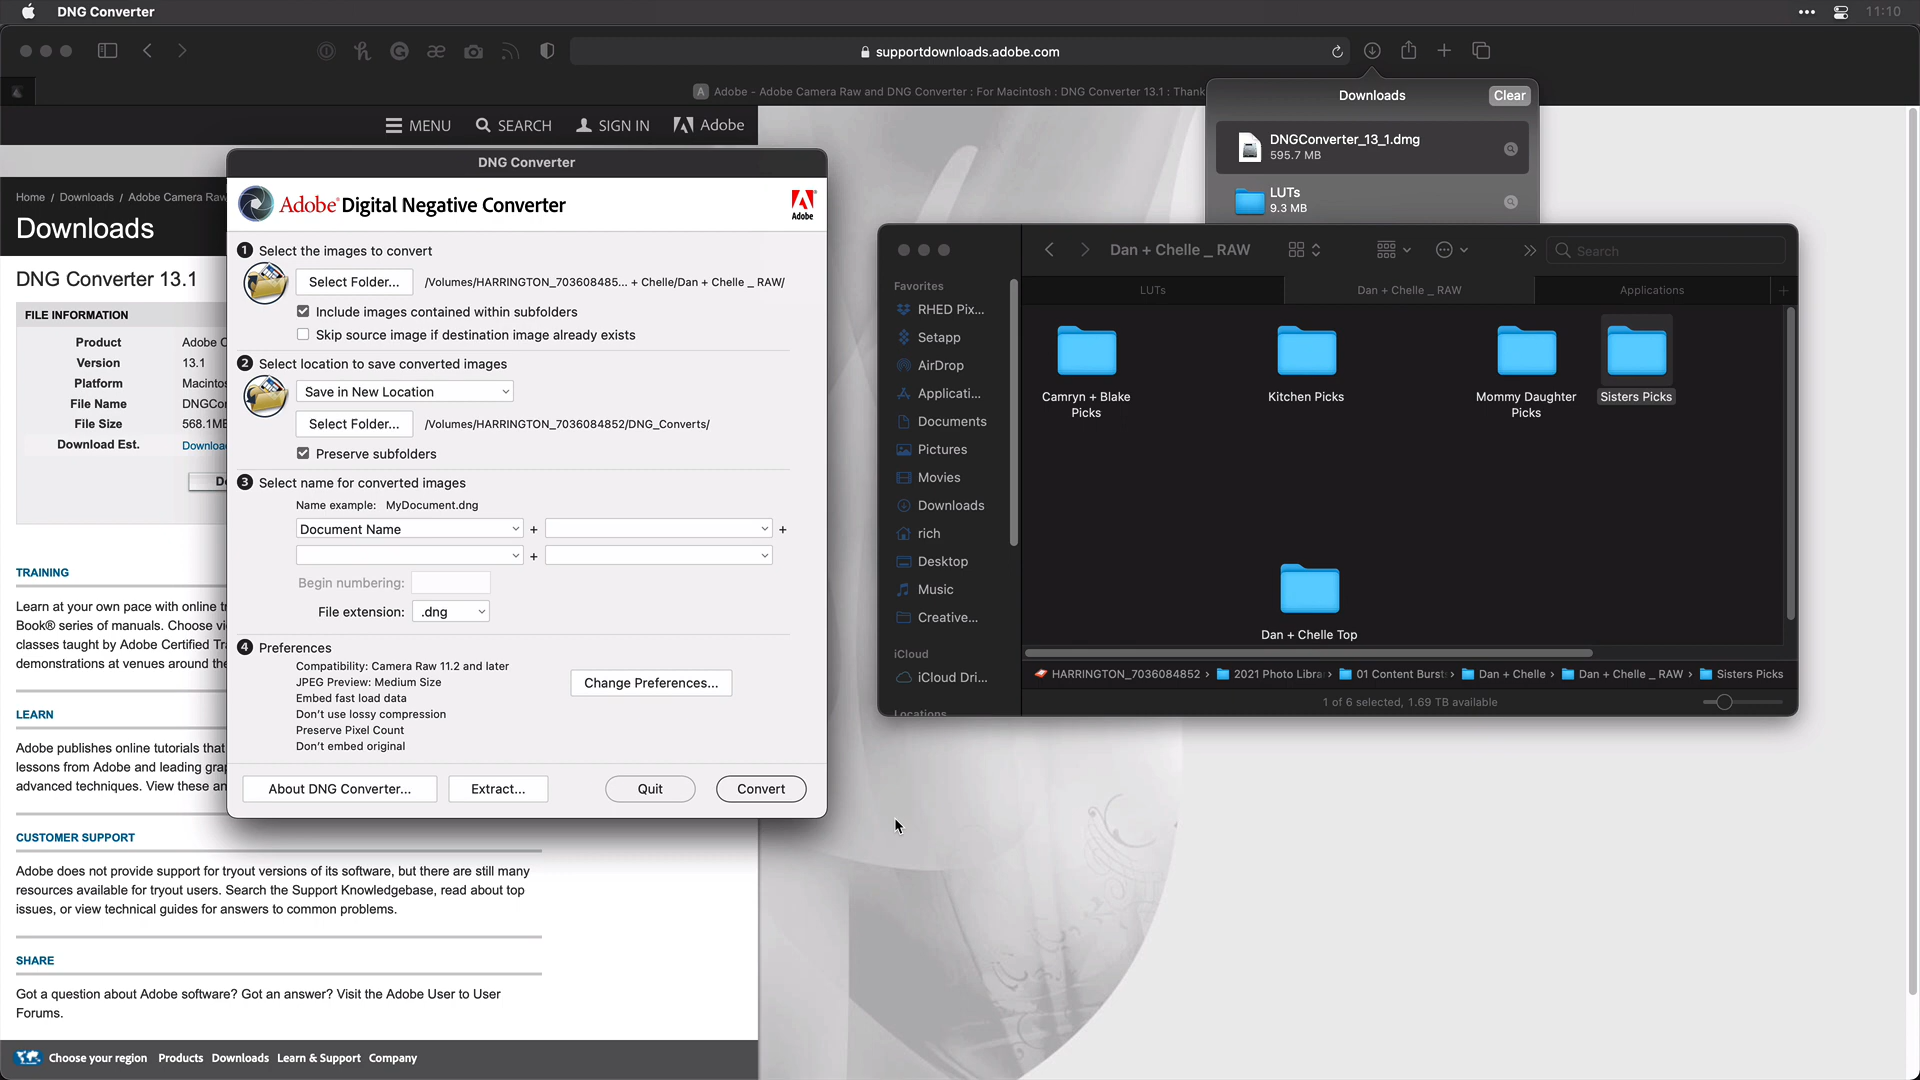 DNG Converter
11:10
supportdownloads.adobe.com
Adobe - Adobe Camera Raw and DNG Converter : For Macintosh : DNG Converter 13.1 : Thank
MENU
SEARCH
SIGN IN
Adobe
Home / Downloads / Adobe Camera Raw
Downloads
DNG Converter 13.1
FILE INFORMATION
Product
Version 13.1
Platform
File Name
File Size 568.1MB
Download Est.
TRAINING
Learn at your own pace with online
Book® series of manuals. Choose
classes taught by Adobe Certified
demonstrations at venues around
LEARN
Adobe publishes online tutorials that
lessons from Adobe and leading
advanced techniques. View these
CUSTOMER SUPPORT
Adobe does not provide support for tryout versions of its software, but there are still many
resources available for tryout users. Search the Support Knowledgebase, read about top
issues, or view technical guides for answers to common problems.
SHARE
Got a question about Adobe software? Got an answer? Visit the Adobe User to User
Forums.
Choose your region Products Downloads Learn & Support Company
DNG Converter
Adobe® Digital Negative Converter
Adobe
1 Select the images to convert
Select Folder... /Volumes/HARRINGTON_703608485... + Chelle/Dan + Chelle _ RAW/
Include images contained within subfolders
Skip source image if destination image already exists
2 Select location to save converted images
Save in New Location
Select Folder... /Volumes/HARRINGTON_7036084852/DNG_Converts/
Preserve subfolders
3 Select name for converted images
Name example: MyDocument.dng
Document Name + +
+
Begin numbering:
File extension: .dng
4 Preferences
Compatibility: Camera Raw 11.2 and later
JPEG Preview: Medium Size
Embed fast load data
Don't use lossy compression
Preserve Pixel Count
Don't embed original
Change Preferences...
About DNG Converter...
Extract...
Quit
Convert
Downloads
Clear
DNGConverter_13_1.dmg
595.7 MB
LUTs
9.3 MB
Dan + Chelle _ RAW
Search
LUTs
Dan + Chelle _ RAW
Applications
Favorites
RHED Pix...
Setapp
AirDrop
Applicati...
Documents
Pictures
Movies
Downloads
rich
Desktop
Music
Creative...
iCloud
iCloud Dri...
Locations
Camryn + Blake
Picks
Kitchen Picks
Mommy Daughter
Picks
Sisters Picks
Dan + Chelle Top
HARRINGTON_7036084852 › 2021 Photo Libra › 01 Content Burst › Dan + Chelle › Dan + Chelle _ RAW › Sisters Picks
1 of 6 selected, 1.69 TB available